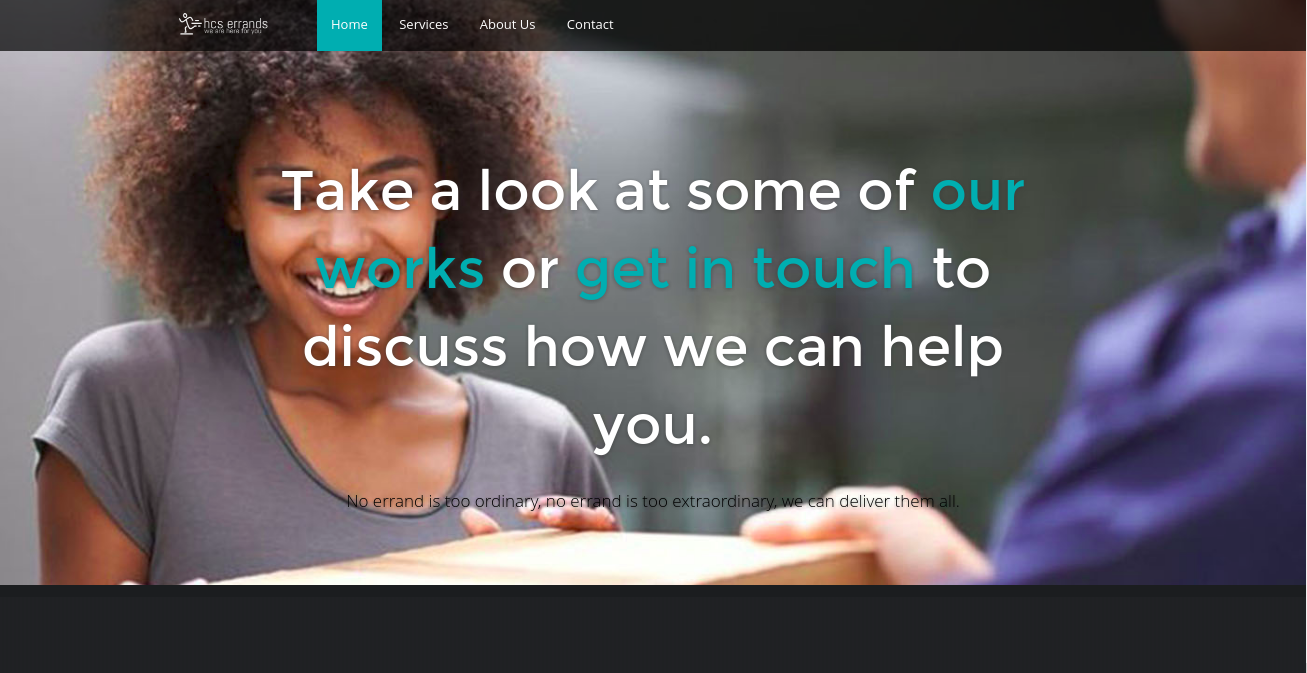 hcs errands
we are here for you
Home
Services
About Us
Contact
Take a look at some of our
works or get in touch to
discuss how we can help
you.
No errand is too ordinary, no errand is too extraordinary, we can deliver them all.